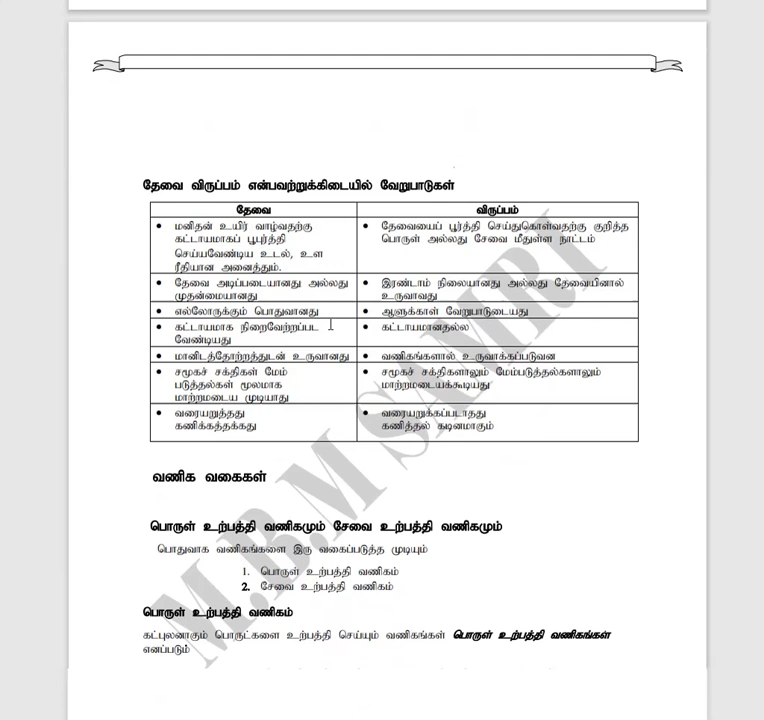 தேவை விருப்பம் என்பவற்றுக்கிடையில் வேறுபாடுகள்
தேவை
விருப்பம்
• மனிதன் உயிர் வாழ்வதற்கு
கட்டாயமாகப் பூபுர்த்தி
செய்யவேண்டிய உடல், உள
ரீதியான அனைத்தும்.
• தேவையைப் பூர்த்தி செய்துகொள்வதற்கு குறித்த
பொருள் அல்லது சேவை மீதுள்ள நாட்டம்
• தேவை அடிப்படையானது அல்லது
முதன்மையானது
• இரண்டாம் நிலையானது அல்லது தேவையினால்
உருவாவது
• எல்லோருக்கும் பொதுவானது
• ஆளுக்காள் வேறுபாடுடையது
• கட்டாயமாக நிறைவேற்றப்பட
வேண்டியது
• கட்டாயமானதல்ல
• மானிடத்தோற்றத்துடன் உருவானது
• வணிகங்களால் உருவாக்கப்படுவன
• சமூகச் சக்திகள் மேம்
படுத்தல்கள் மூலமாக
மாற்றமடைய முடியாது
• சமூகச் சக்திகளாலும் மேம்படுத்தல்களாலும்
மாற்றமடையக்கூடியது
• வரையறுத்தது
கணிக்கத்தக்கது
• வரையறுக்கப்படாதது
கணித்தல் கடினமாகும்
வணிக வகைகள்
பொருள் உற்பத்தி வணிகமும் சேவை உற்பத்தி வணிகமும்
பொதுவாக வணிகங்களை இரு வகைப்படுத்த முடியும்
1. பொருள் உற்பத்தி வணிகம்
2. சேவை உற்பத்தி வணிகம்
பொருள் உற்பத்தி வணிகம்
கட்புலனாகும் பொருட்களை உற்பத்தி செய்யும் வணிகங்கள் பொருள் உற்பத்தி வணிகங்கள்
எனப்படும்
M.B.M SAMRI